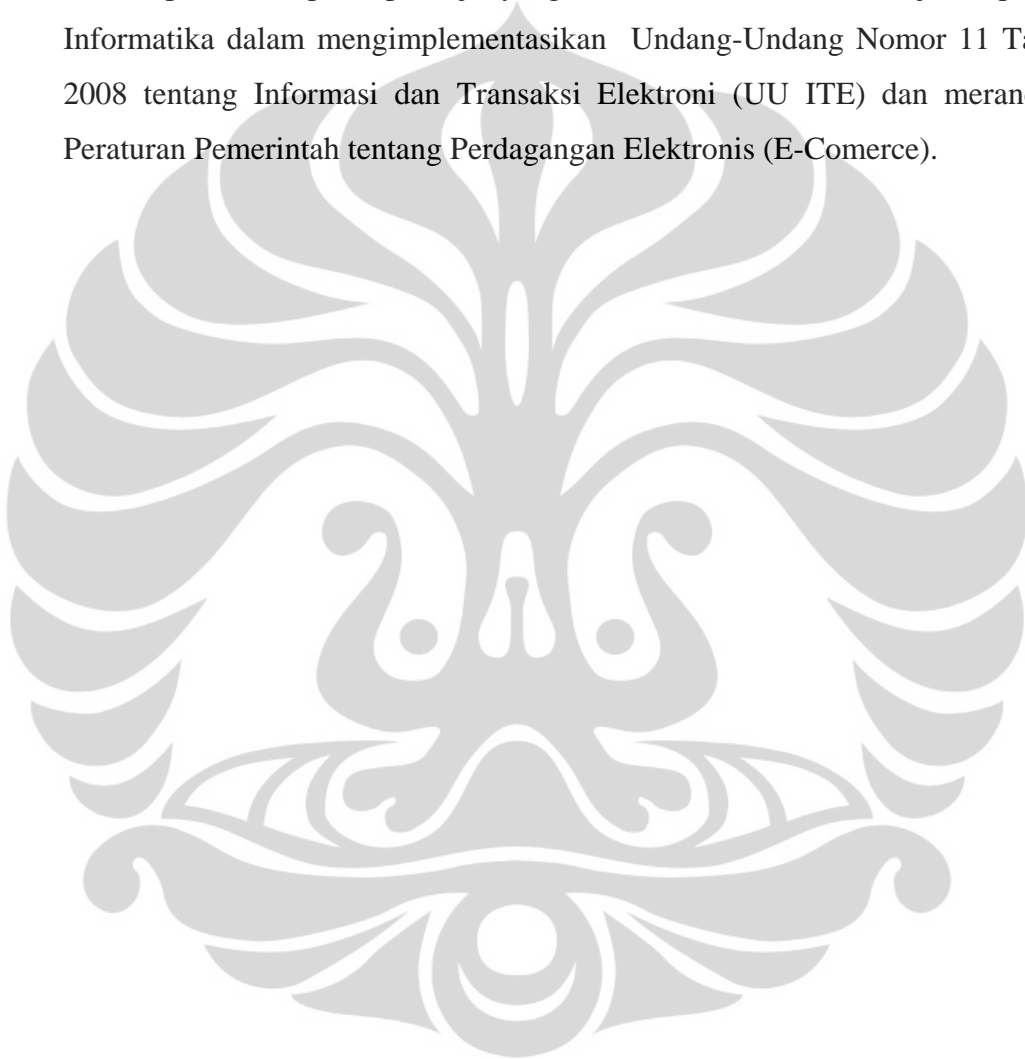 Informatika dalam mengimplementasikan Undang-Undang Nomor 11 Ta
2008 tentang Informasi dan Transaksi Elektroni (UU ITE) dan meran
Peraturan Pemerintah tentang Perdagangan Elektronis (E-Comerce).